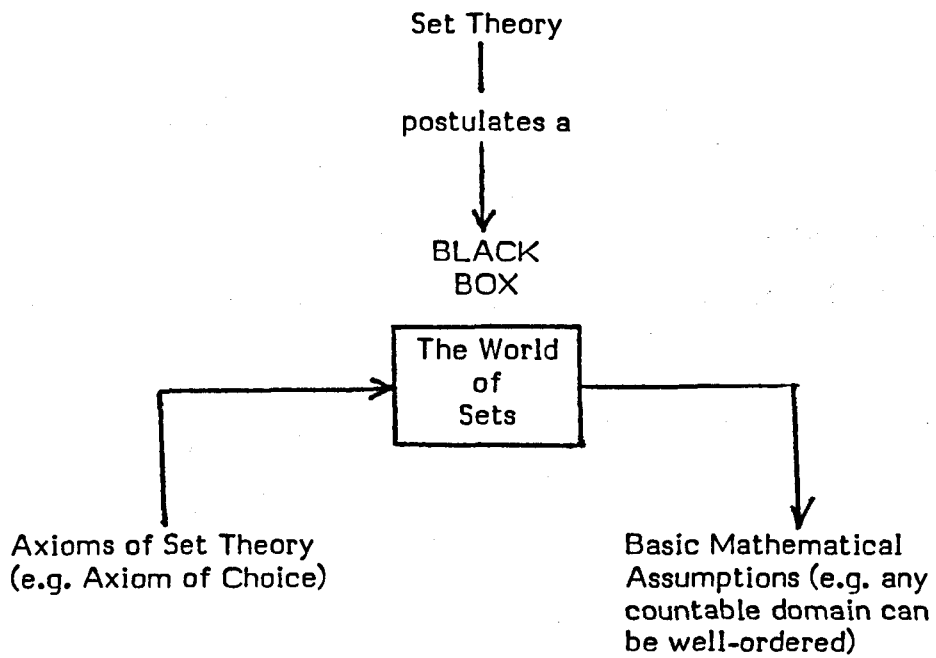 Set Theory
postulates a
BLACK
BOX
The World
of
Sets
Axioms of Set Theory
(e.g. Axiom of Choice)
Basic Mathematical
Assumptions (e.g. any
countable domain can
be well-ordered)